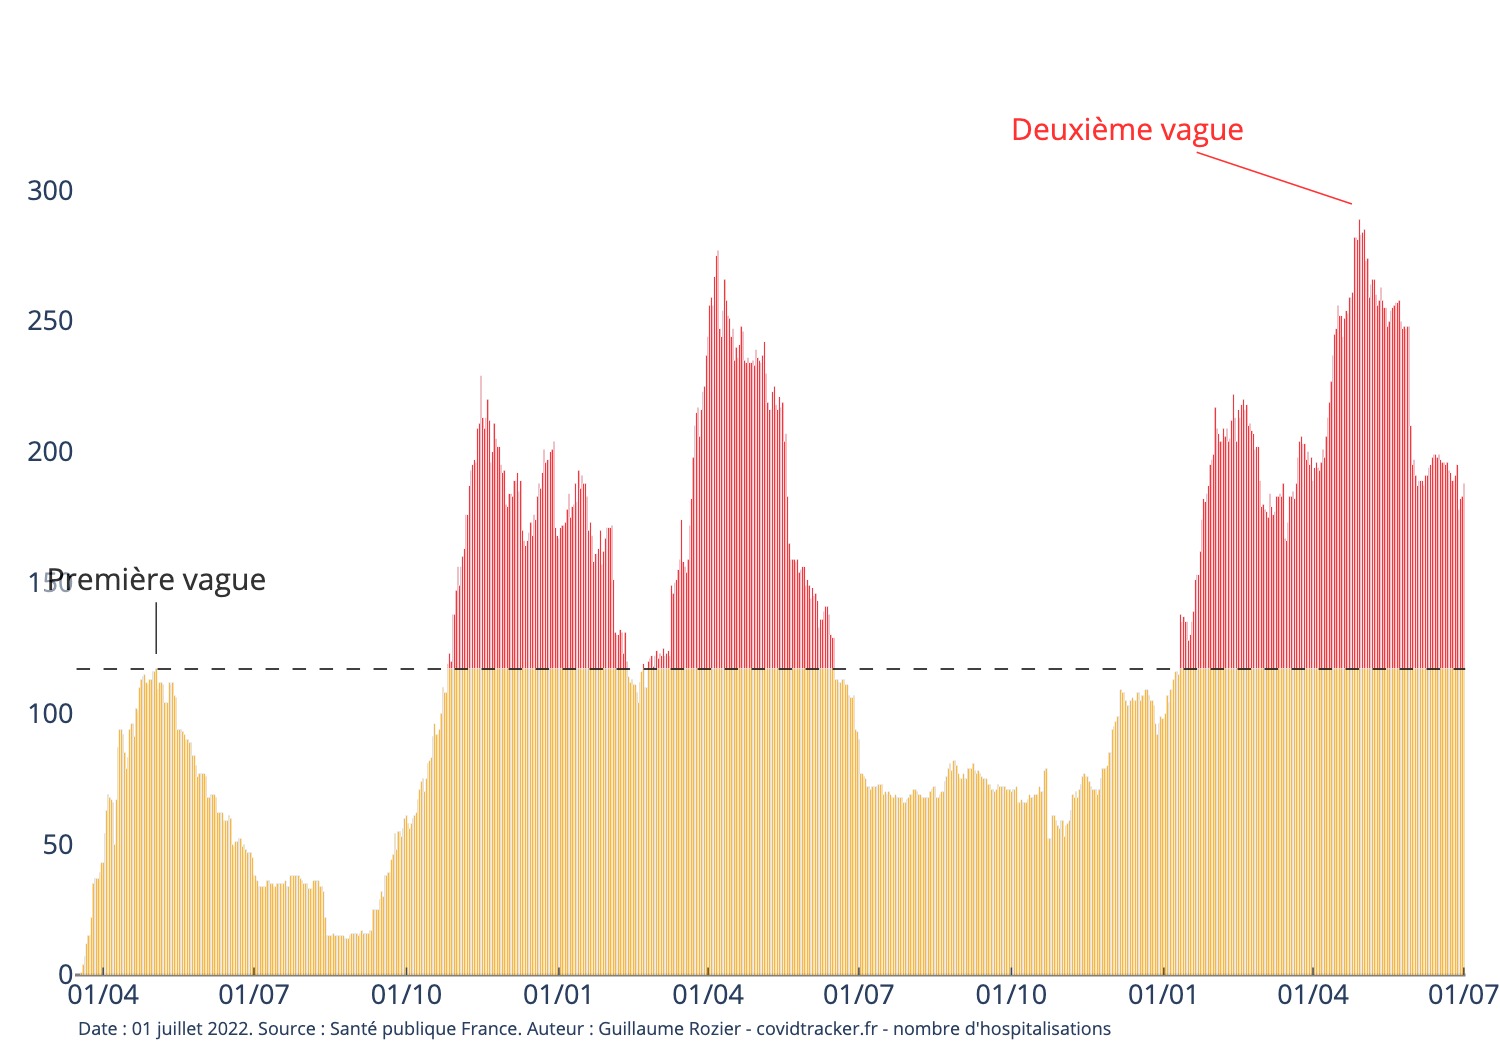 Deuxième vague
300
250
200
150
Première vague
100
50
0
01/04 01/07 01/10 01/01 01/04 01/07 01/10 01/01 01/04 01/07
Date : 01 juillet 2022. Source : Santé publique France. Auteur : Guillaume Rozier - covidtracker.fr - nombre d'hospitalisations